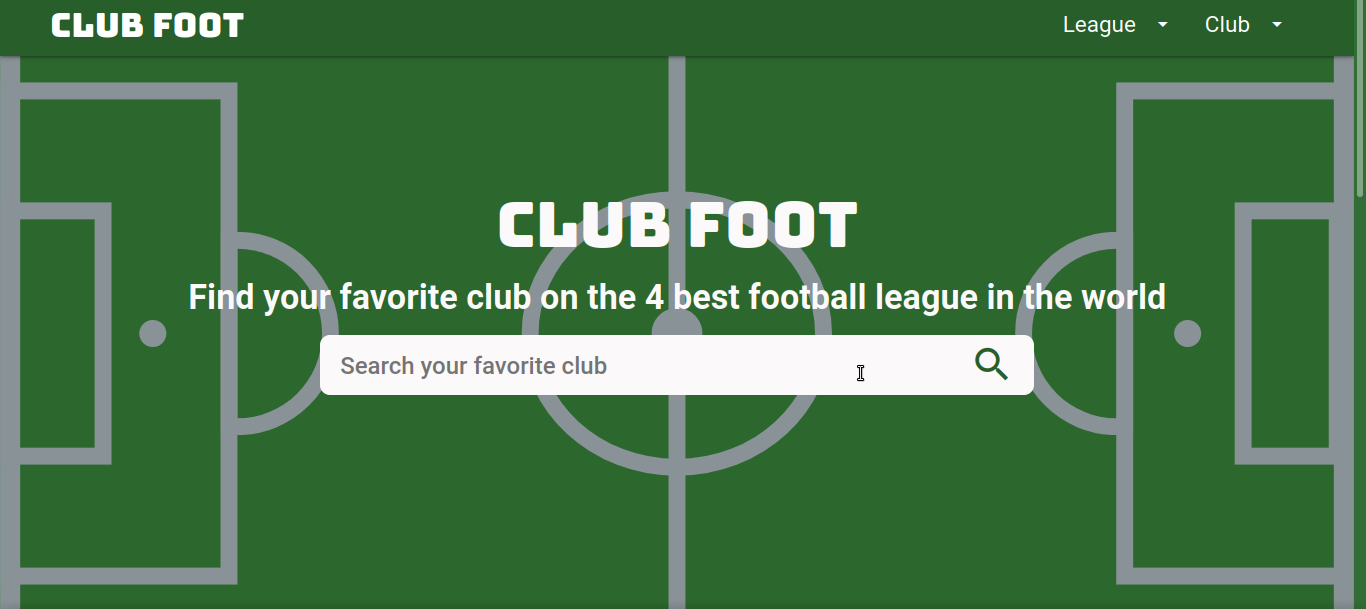 CLUB FOOT
League
Club
CLUB FOOT
Find your favorite club on the 4 best football league in the world
Search your favorite club